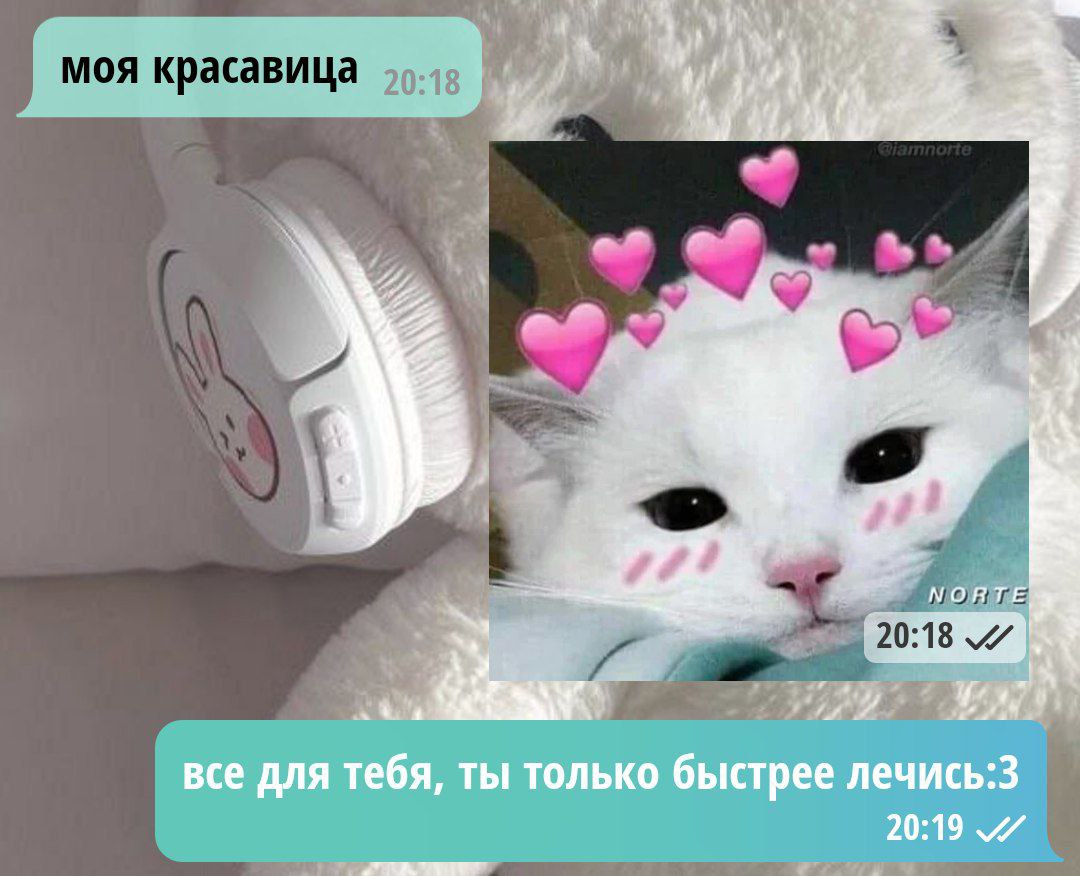 моя красавица 20:18
@iamnorte
NORTE
20:18
все для тебя, ты только быстрее лечись:3
20:19